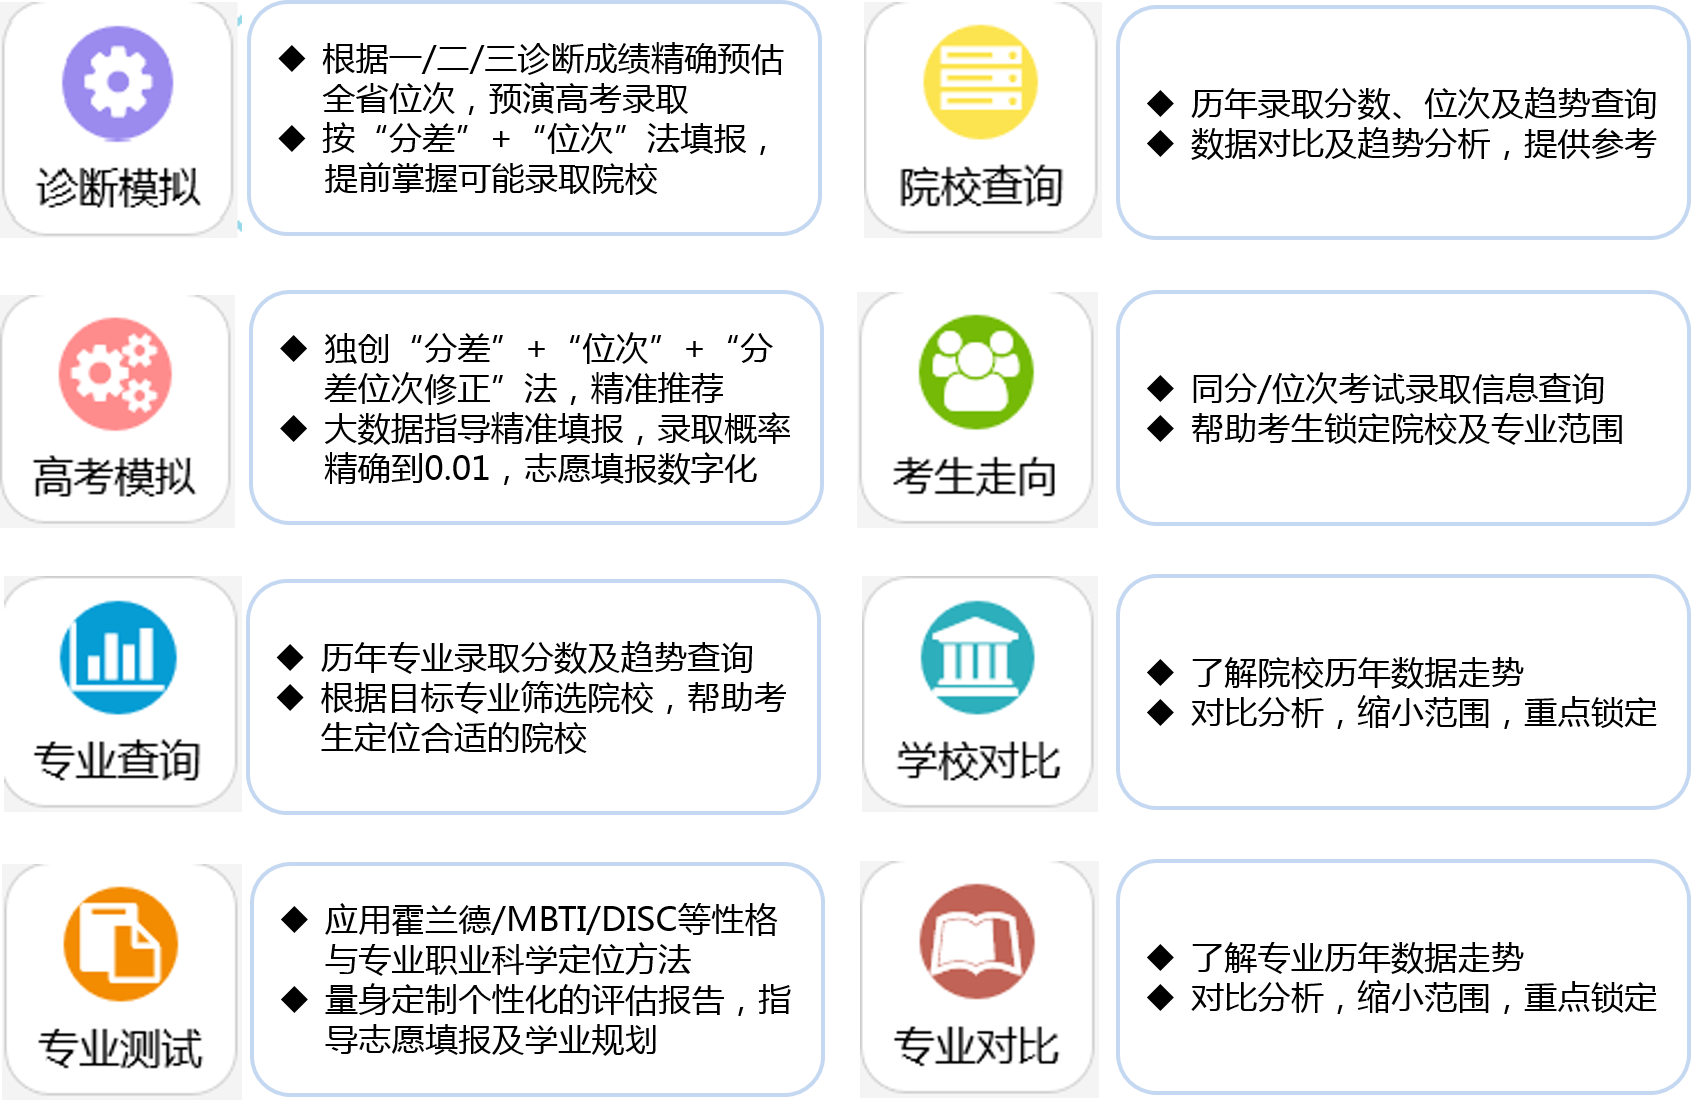 诊断模拟
◆ 根据一/二/三诊断成绩精确预估
全省位次，预演高考录取
◆ 按“分差”+“位次”法填报，
提前掌握可能录取院校
院校查询
◆ 历年录取分数、位次及趋势查询
◆ 数据对比及趋势分析，提供参考
高考模拟
◆ 独创“分差”+“位次”+“分
差位次修正”法，精准推荐
◆ 大数据指导精准填报，录取概率
精确到0.01，志愿填报数字化
考生走向
◆ 同分/位次考试录取信息查询
◆ 帮助考生锁定院校及专业范围
专业查询
◆ 历年专业录取分数及趋势查询
◆ 根据目标专业筛选院校，帮助考
生定位合适的院校
学校对比
◆ 了解院校历年数据走势
◆ 对比分析，缩小范围，重点锁定
专业测试
◆ 应用霍兰德/MBTI/DISC等性格
与专业职业科学定位方法
◆ 量身定制个性化的评估报告，指
导志愿填报及学业规划
专业对比
◆ 了解专业历年数据走势
◆ 对比分析，缩小范围，重点锁定